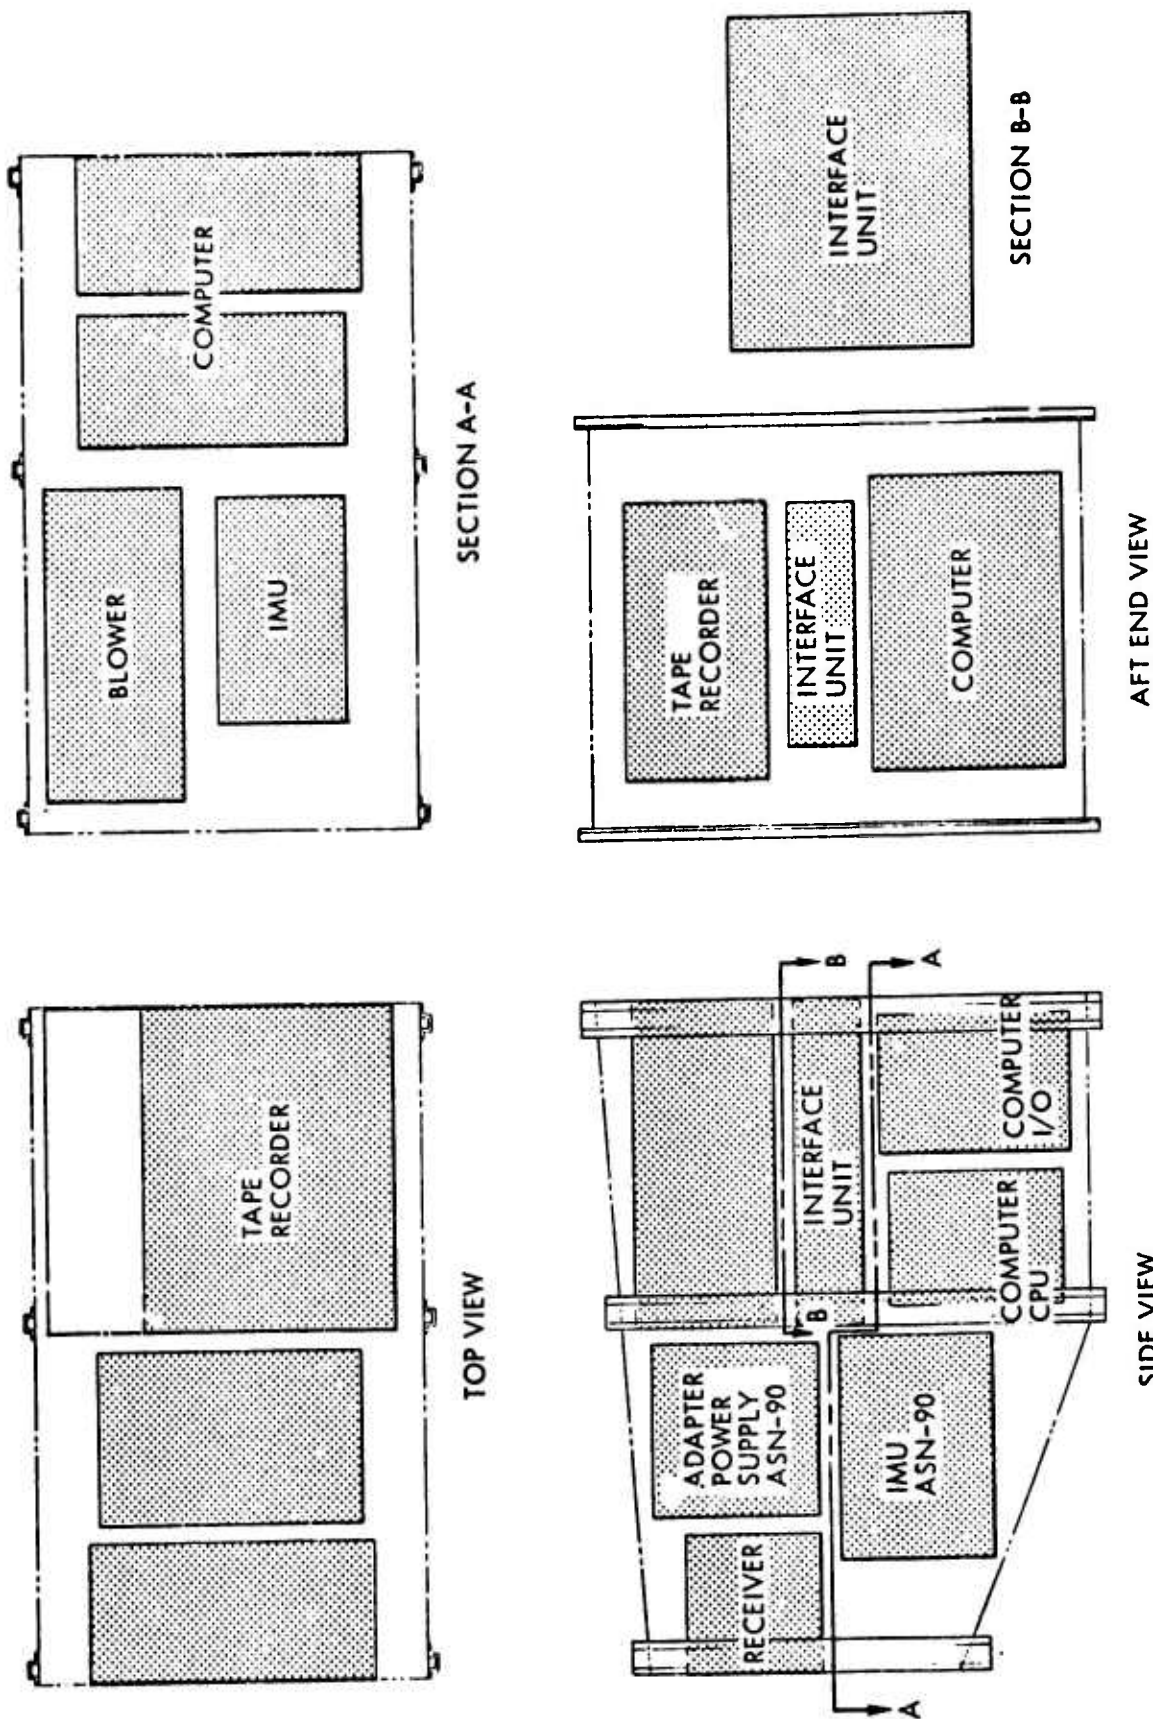 TAPE
RECORDER
TOP VIEW
BLOWER
IMU
COMPUTER
SECTION A-A
RECEIVER
ADAPTER
POWER
SUPPLY
ASN-90
IMU
ASN-90
INTERFACE
UNIT
COMPUTER
CPU
COMPUTER
I/O
A
B
B
A
SIDE VIEW
TAPE
RECORDER
INTERFACE
UNIT
COMPUTER
AFT END VIEW
INTERFACE
UNIT
SECTION B-B